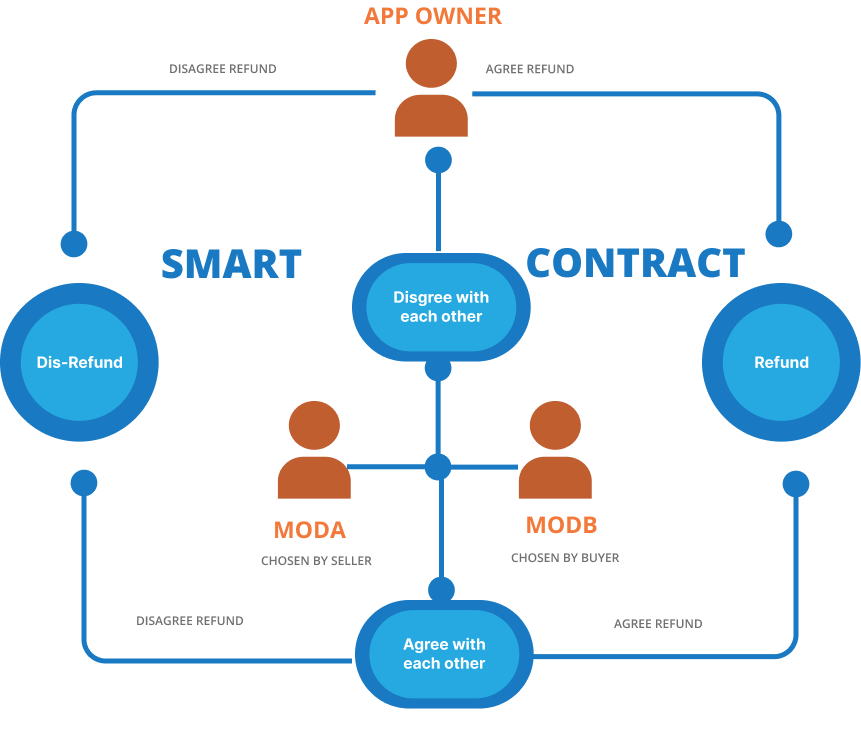 APP OWNER
DISAGREE REFUND
AGREE REFUND
SMART
CONTRACT
Disgree with
each other
Dis-Refund
Refund
MODA
CHOSEN BY SELLER
MODB
CHOSEN BY BUYER
DISAGREE REFUND
AGREE REFUND
Agree with
each other